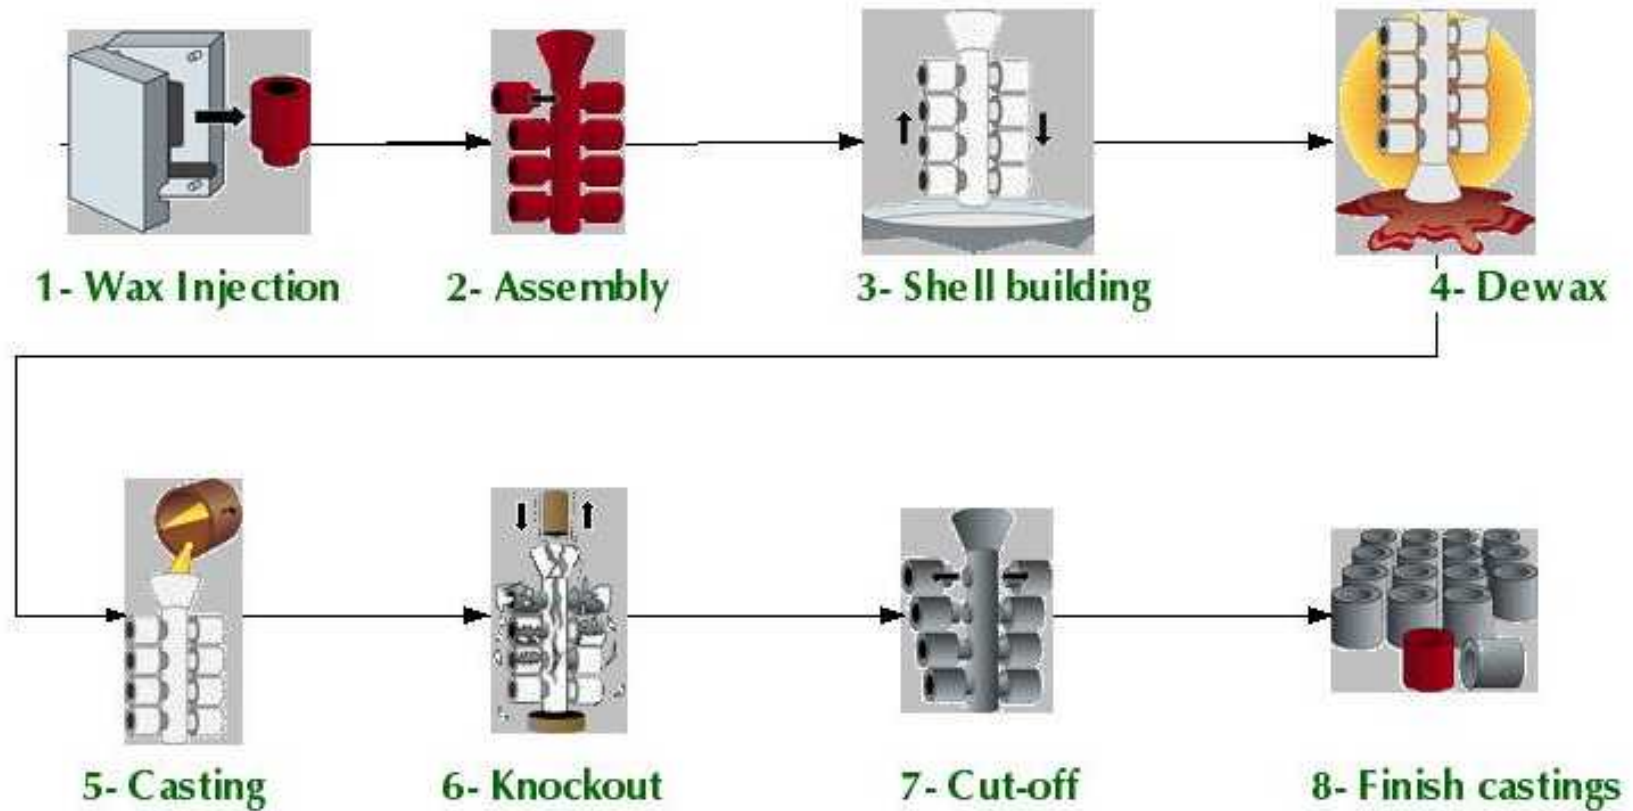 1- Wax Injection
2- Assembly
3- Shell building
4- Dewax
5- Casting
6- Knockout
7- Cut-off
8- Finish castings